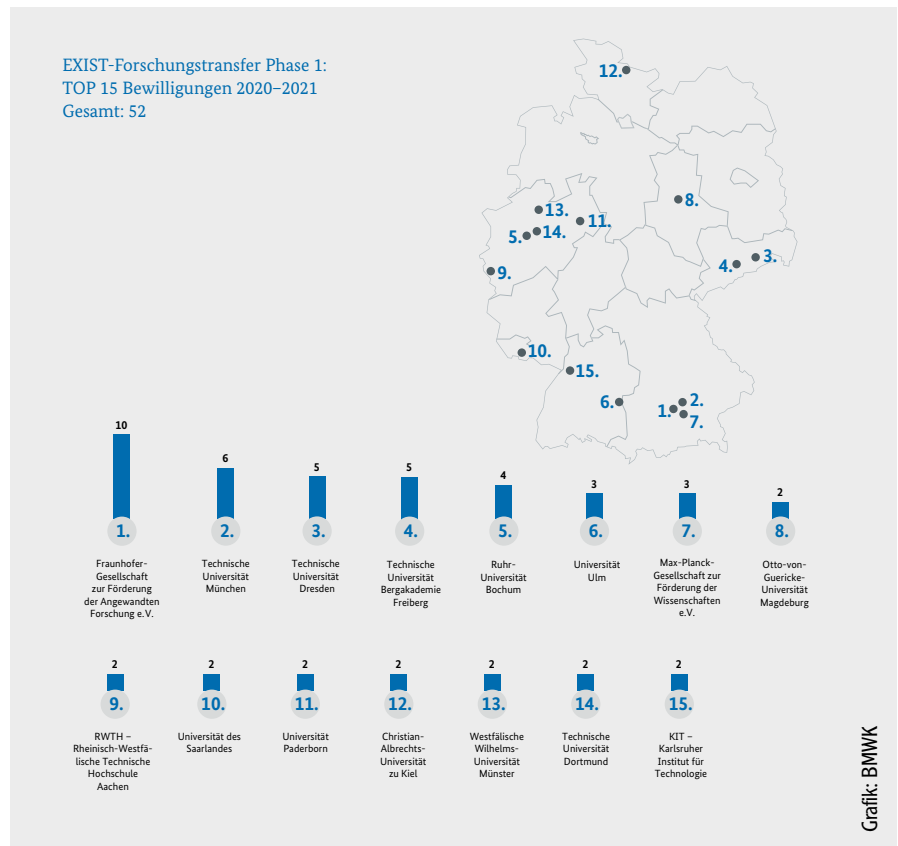 EXIST-Forschungstransfer Phase 1:
TOP 15 Bewilligungen 2020–2021
Gesamt: 52
12.
13.
14.
5.
11.
8.
9.
4.
3.
10.
15.
6.
1.
2.
7.
10
6
5
5
4
3
3
2
1.
2.
3.
4.
5.
6.
7.
8.
Fraunhofer-
Gesellschaft
zur Förderung
der Angewandten
Forschung e.V.
Technische
Universität
München
Technische
Universität
Dresden
Technische
Universität
Bergakademie
Freiberg
Ruhr-
Universität
Bochum
Universität
Ulm
Max-Planck-
Gesellschaft zur
Förderung der
Wissenschaften
e.V.
Otto-von-
Guericke-
Universität
Magdeburg
2
2
2
2
2
2
2
9.
10.
11.
12.
13.
14.
15.
RWTH –
Rheinisch-Westfä-
lische Technische
Hochschule
Aachen
Universität des
Saarlandes
Universität
Paderborn
Christian-
Albrechts-
Universität
zu Kiel
Westfälische
Wilhelms-
Universität
Münster
Technische
Universität
Dortmund
KIT –
Karlsruher
Institut für
Technologie
Grafik: BMWK